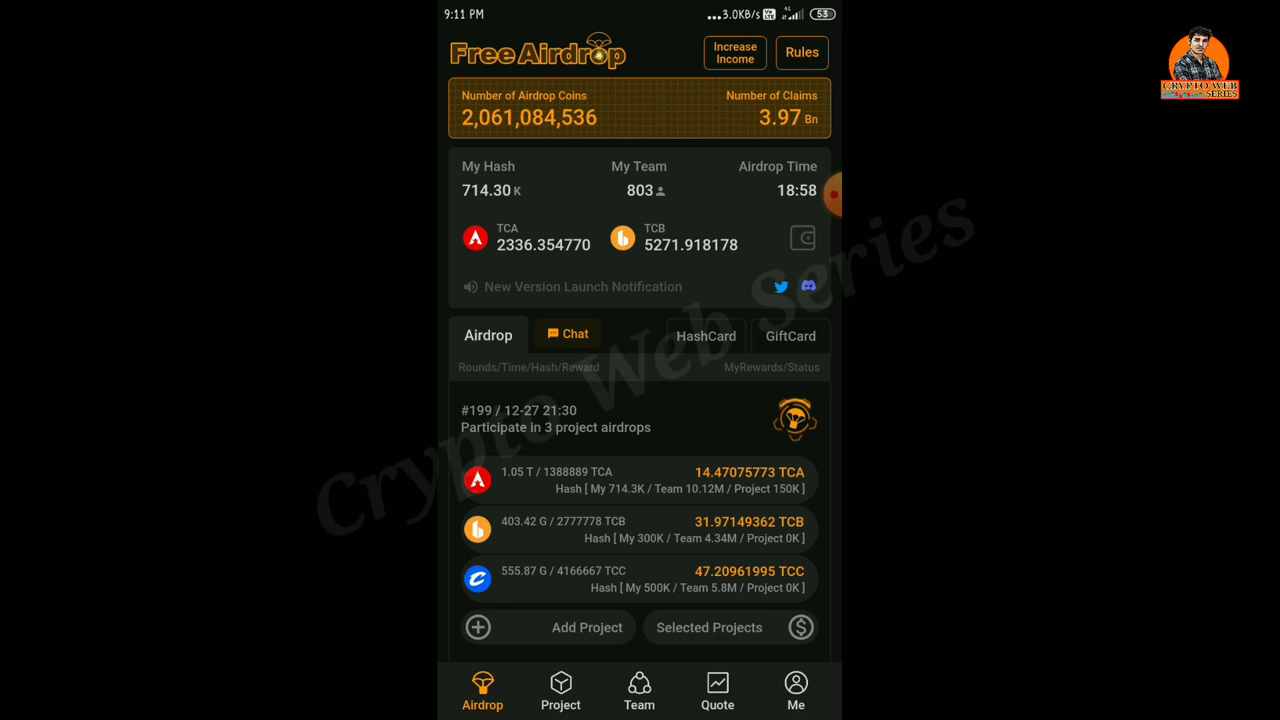 9:11 PM
3.0KB/s
4G
53
Free Airdrop
Increase
Income
Rules
CRYPTO WEB
SERIES
Number of Airdrop Coins
Number of Claims
2,061,084,536
3.97 Bn
My Hash
My Team
Airdrop Time
714.30 K
803
18:58
TCA
2336.354770
TCB
5271.918178
New Version Launch Notification
Airdrop
Chat
HashCard
GiftCard
Rounds/Time/Hash/Reward
MyRewards/Status
Crypto Web Series
#199 / 12-27 21:30
Participate in 3 project airdrops
1.05 T / 1388889 TCA
14.47075773 TCA
Hash [ My 714.3K / Team 10.12M / Project 150K ]
403.42 G / 2777778 TCB
31.97149362 TCB
Hash [ My 300K / Team 4.34M / Project 0K ]
555.87 G / 4166667 TCC
47.20961995 TCC
Hash [ My 500K / Team 5.8M / Project 0K ]
Add Project
Selected Projects
Airdrop
Project
Team
Quote
Me